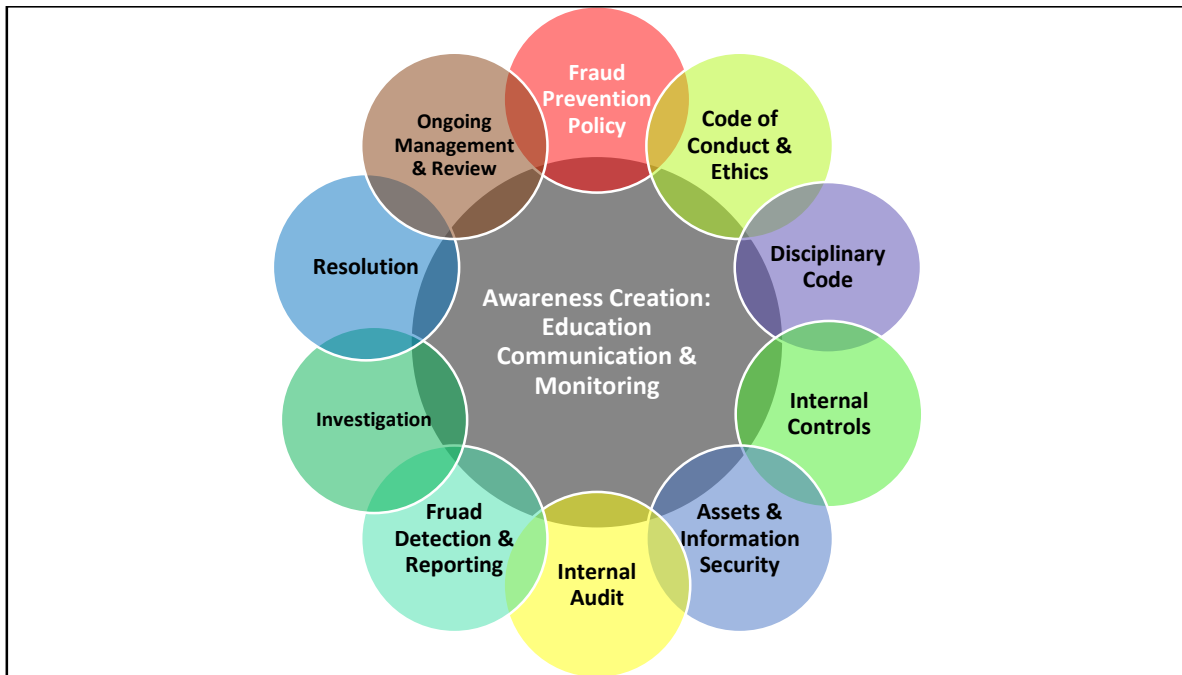 Fraud
Prevention
Policy
Code of
Conduct &
Ethics
Disciplinary
Code
Internal
Controls
Assets &
Information
Security
Internal
Audit
Fruad
Detection &
Reporting
Investigation
Resolution
Ongoing
Management
& Review
Awareness Creation:
Education
Communication &
Monitoring